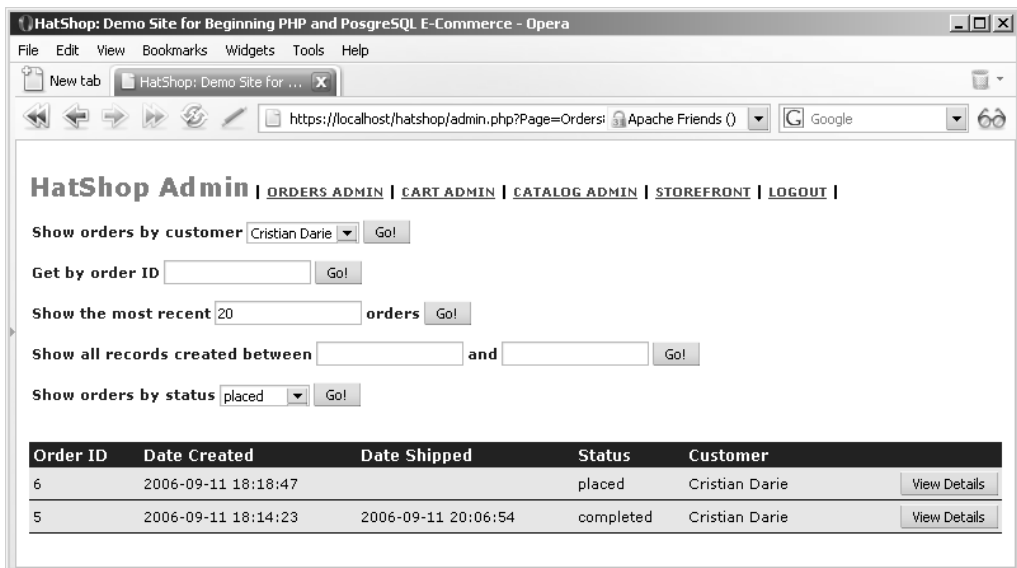 HatShop: Demo Site for Beginning PHP and PosgreSQL E-Commerce - Opera
File Edit View Bookmarks Widgets Tools Help
New tab HatShop: Demo Site for ... X
https://localhost/hatshop/admin.php?Page=Orders Apache Friends () G Google
HatShop Admin | ORDERS ADMIN | CART ADMIN | CATALOG ADMIN | STOREFRONT | LOGOUT |
Show orders by customer Cristian Darie Go!
Get by order ID Go!
Show the most recent 20 orders Go!
Show all records created between and Go!
Show orders by status placed Go!
Order ID Date Created Date Shipped Status Customer
6 2006-09-11 18:18:47 placed Cristian Darie View Details
5 2006-09-11 18:14:23 2006-09-11 20:06:54 completed Cristian Darie View Details